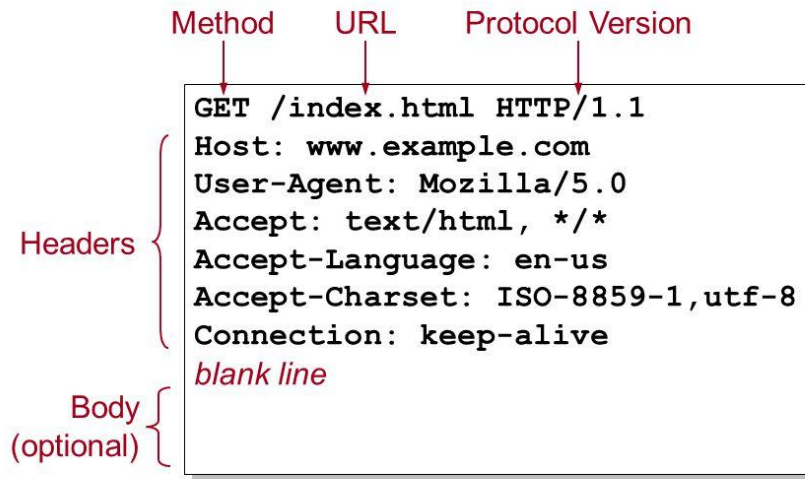 Method URL Protocol Version
GET /index.html HTTP/1.1
Host: www.example.com
User-Agent: Mozilla/5.0
Accept: text/html, */*
Accept-Language: en-us
Accept-Charset: ISO-8859-1,utf-8
Connection: keep-alive
Headers
blank line
Body
(optional)